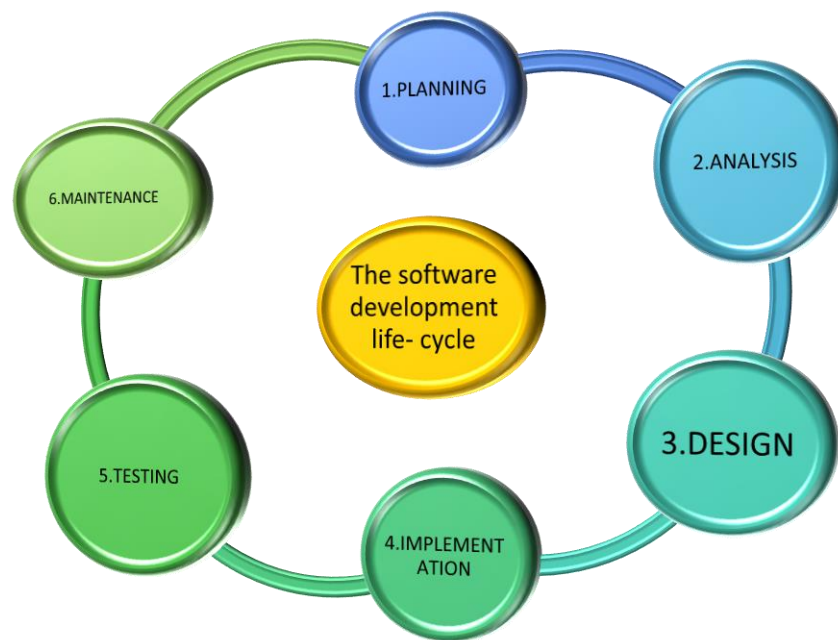 1.PLANNING
2.ANALYSIS
3.DESIGN
4.IMPLEMENT
ATION
5.TESTING
6.MAINTENANCE
The software
development
life- cycle